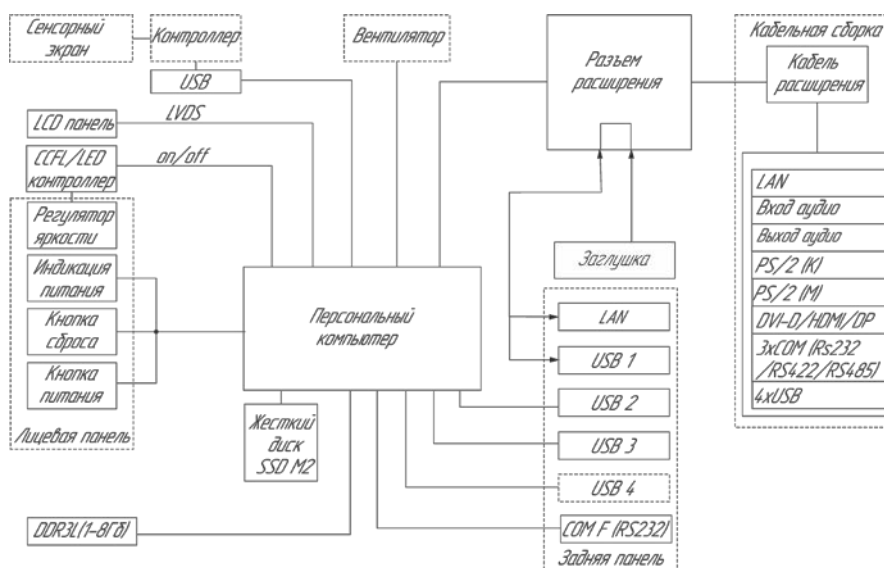 Сенсорный
экран
Контроллер
USB
Вентилятор
Разъем
расширения
Кабельная сборка
Кабель
расширения
LCD панель
LVDS
CCFL/LED
контроллер
on/off
Регулятор
яркости
Индикация
питания
Кнопка
сброса
Кнопка
питания
Лицевая панель
Персональный
компьютер
Жесткий
диск
SSD M2
DDR3L(1-8Гб)
Заглушка
LAN
USB 1
USB 2
USB 3
USB 4
COM F (RS232)
Задняя панель
LAN
Вход аудио
Выход аудио
PS/2 (K)
PS/2 (M)
DVI-D/HDMI/DP
3xCOM (Rs232
/RS422/RS485)
4xUSB